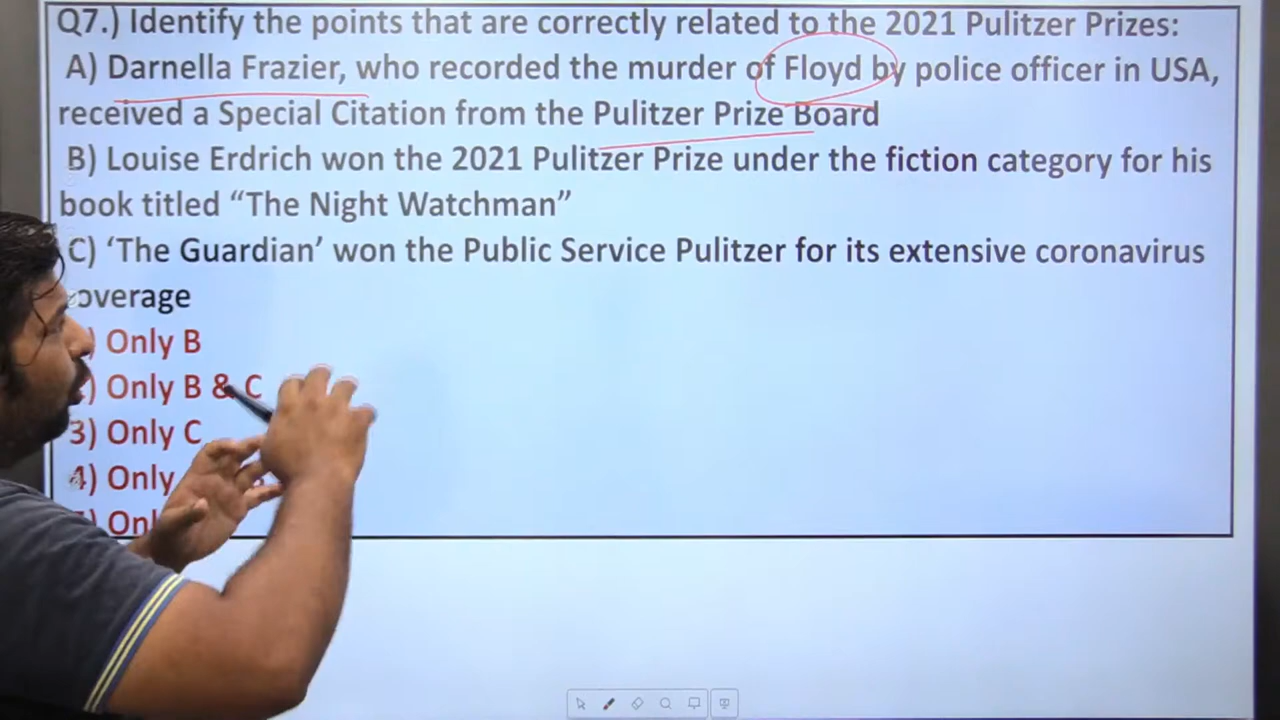 Q7.) Identify the points that are correctly related to the 2021 Pulitzer Prizes:
A) Darnella Frazier, who recorded the murder of Floyd by police officer in USA,
received a Special Citation from the Pulitzer Prize Board
B) Louise Erdrich won the 2021 Pulitzer Prize under the fiction category for his
book titled “The Night Watchman”
C) ‘The Guardian’ won the Public Service Pulitzer for its extensive coronavirus
overage
) Only B
) Only B & C
3) Only C
4) Only
) Onl